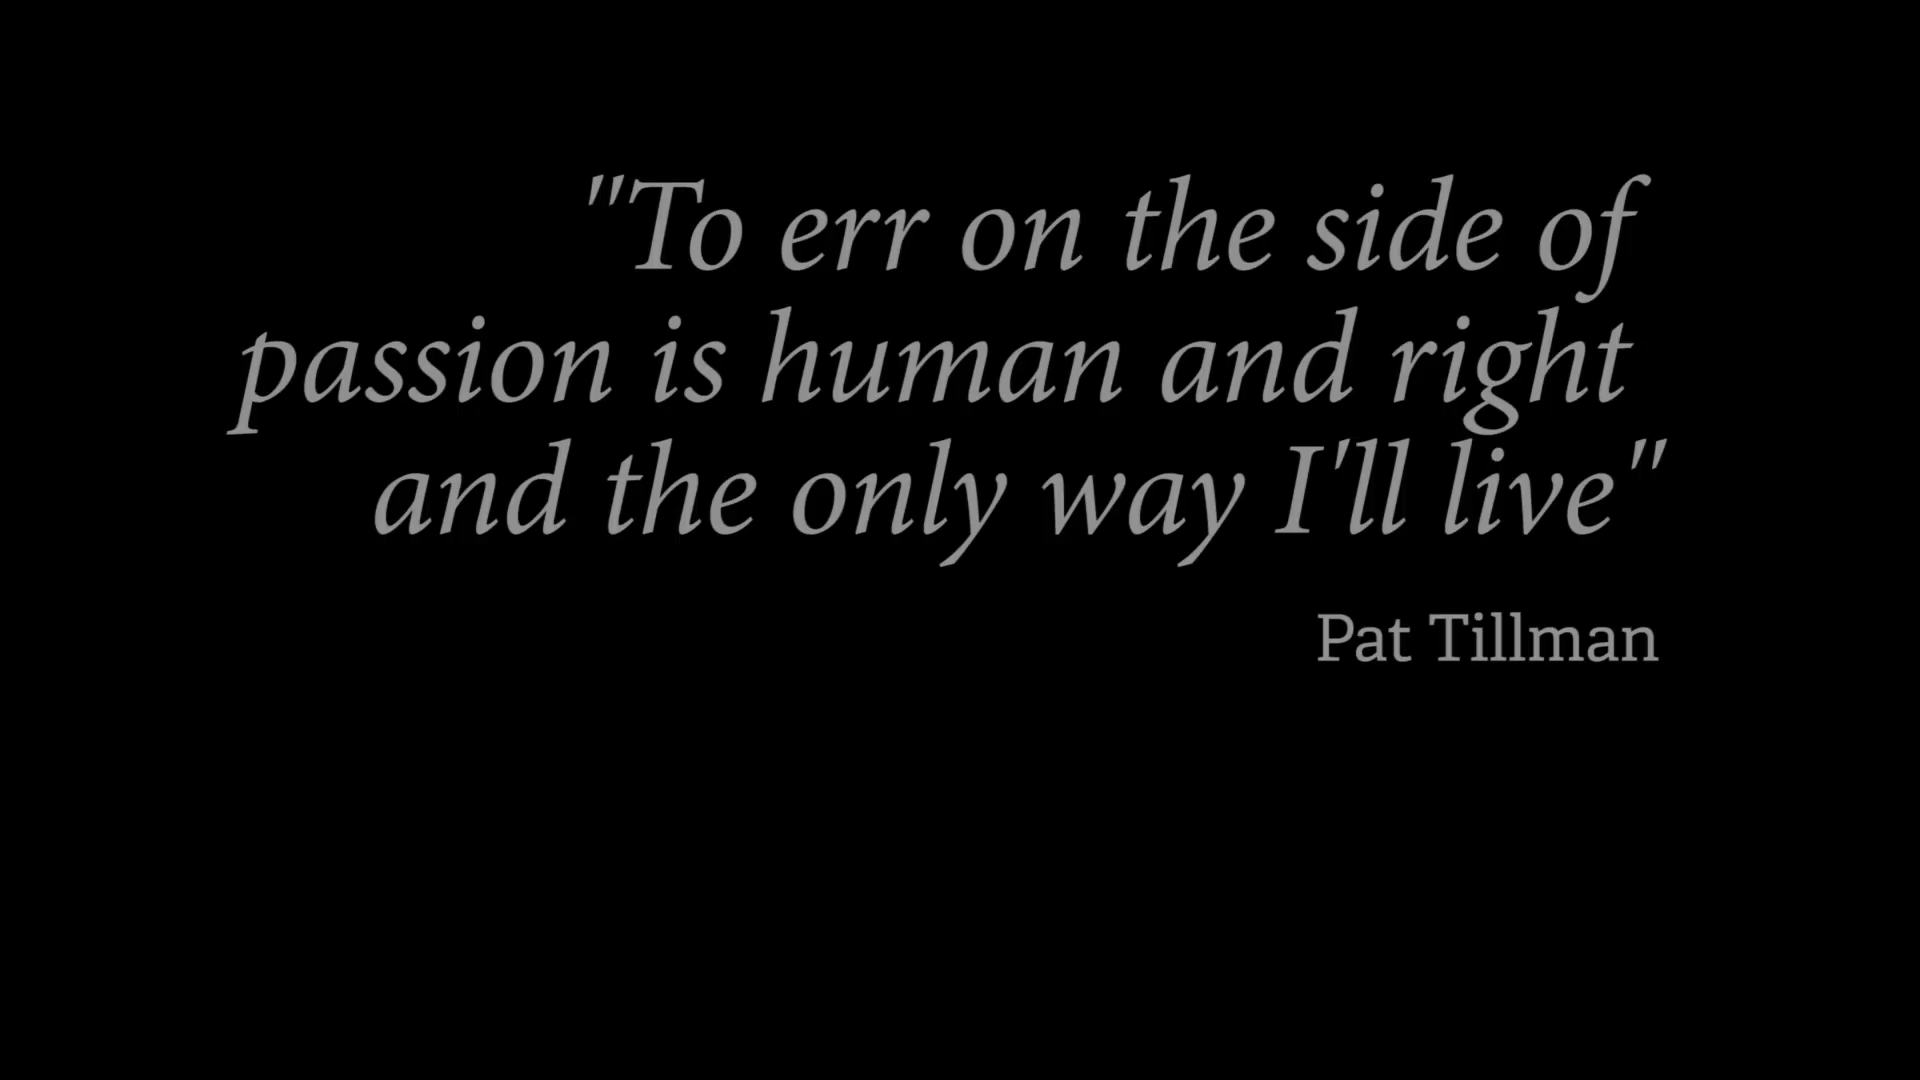 "To err on the side of
passion is human and right
and the only way I'll live"
Pat Tillman